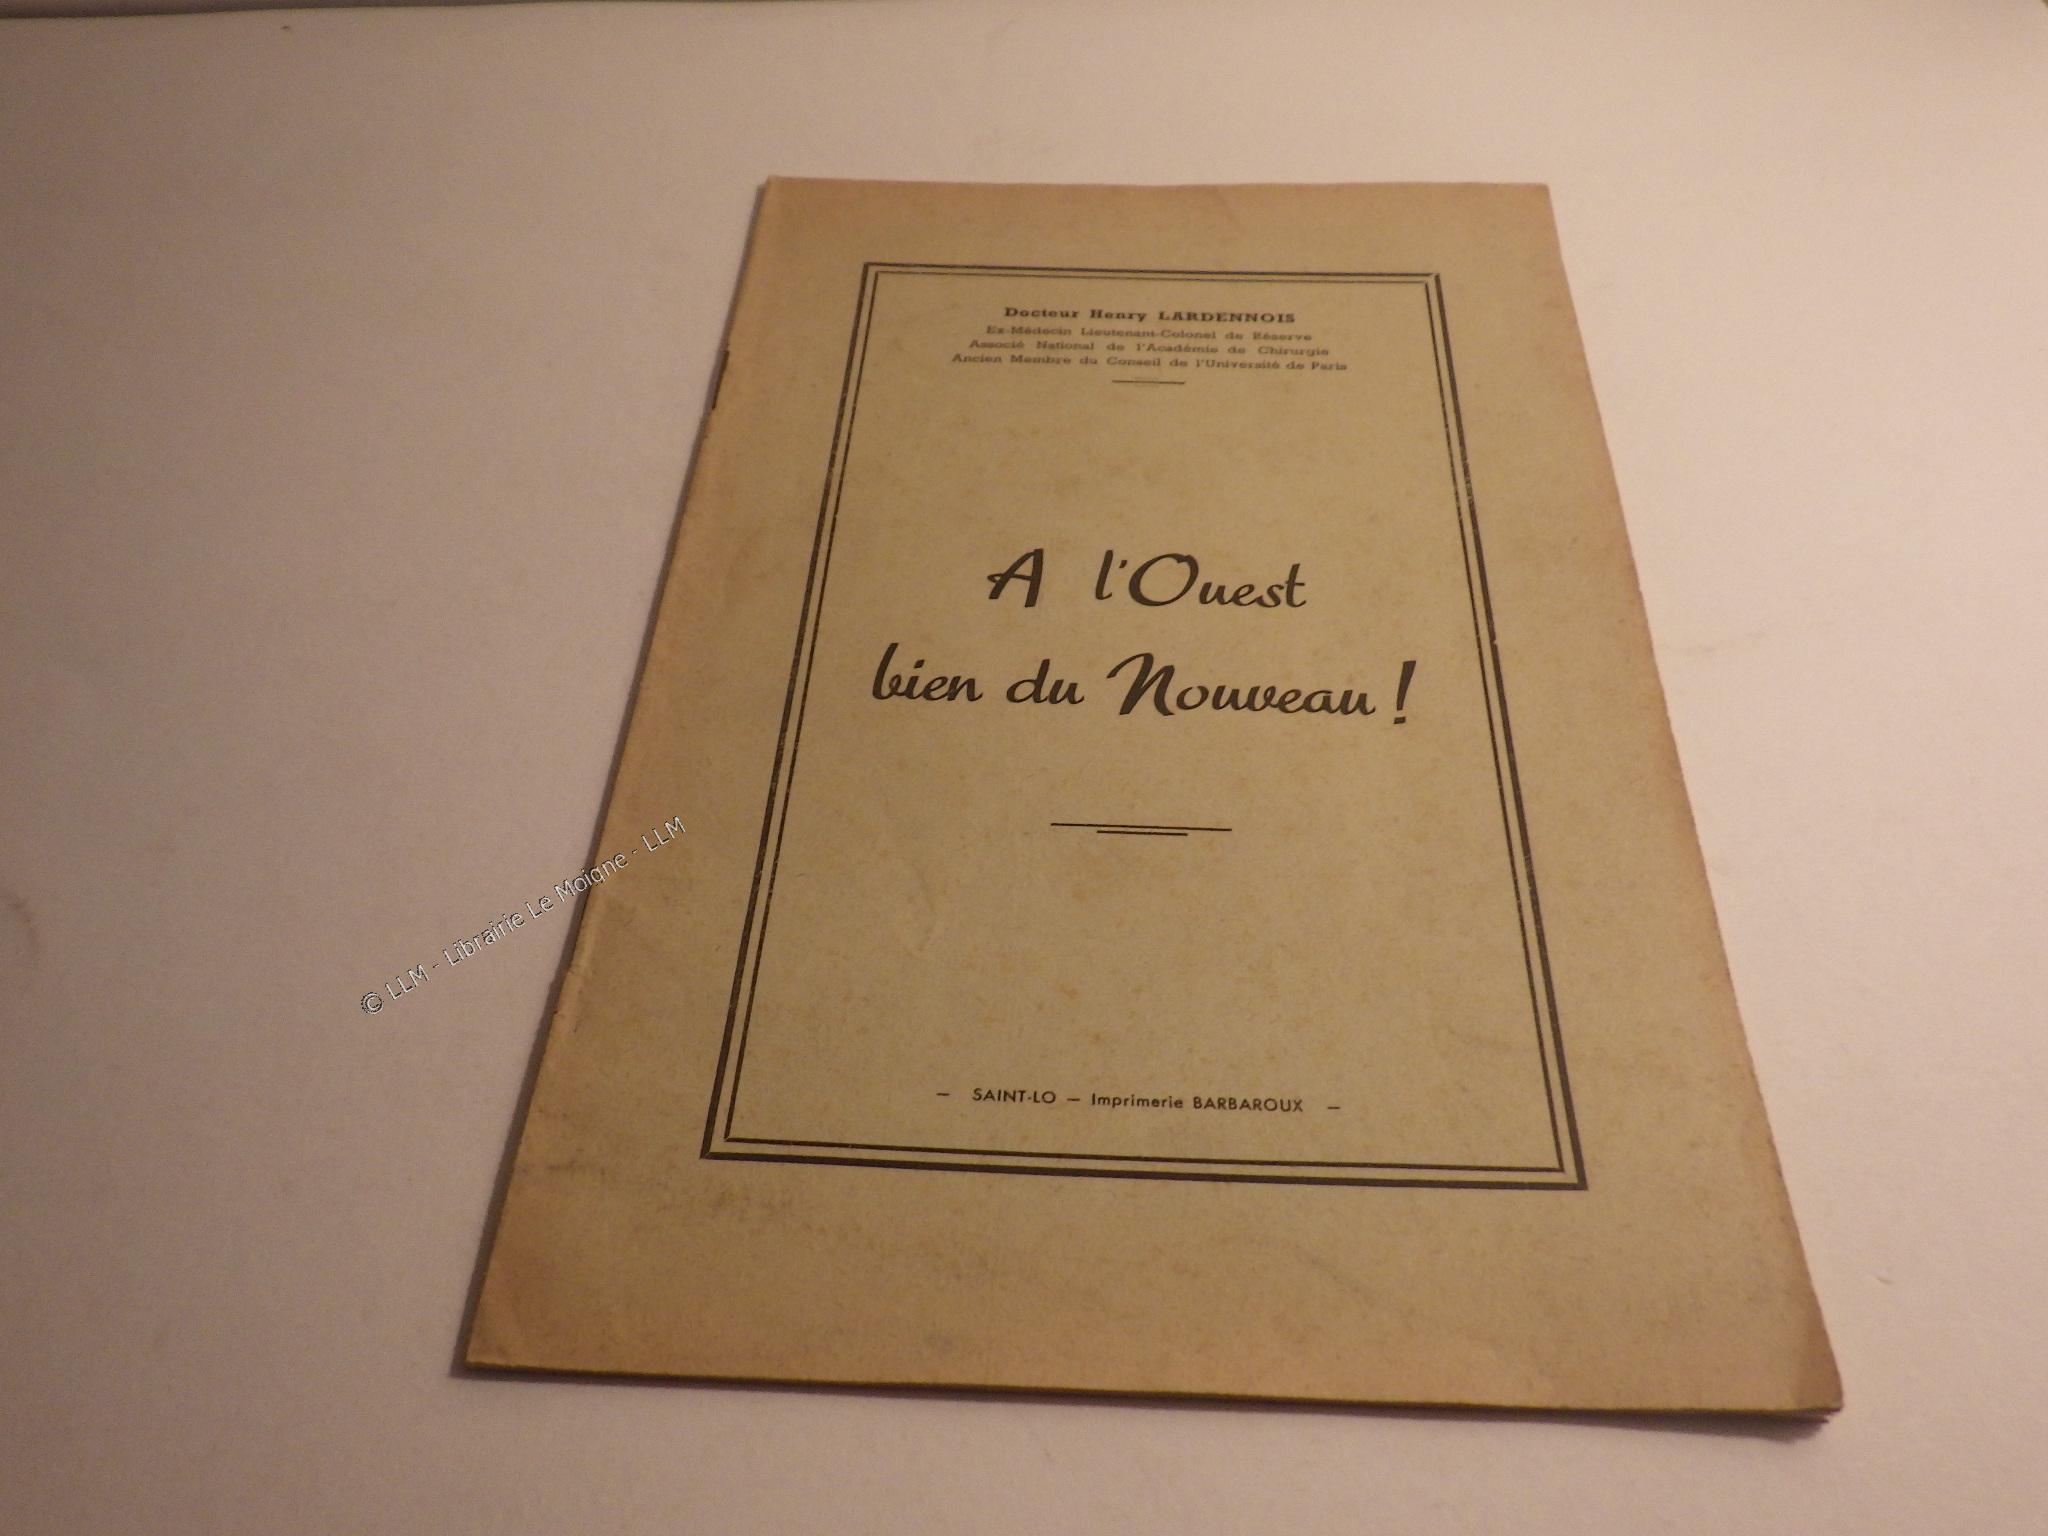 Docteur Henry LARDENNOIS
Ex-Médecin Lieutenant-Colonel de Réserve
Associé National de l'Académie de Chirurgie
Ancien Membre du Conseil de l'Université de Paris
A l'Ouest
bien du Nouveau !
— SAINT-LO — Imprimerie BARBAROUX —
© LLM - Librairie Le Moigne - LLM